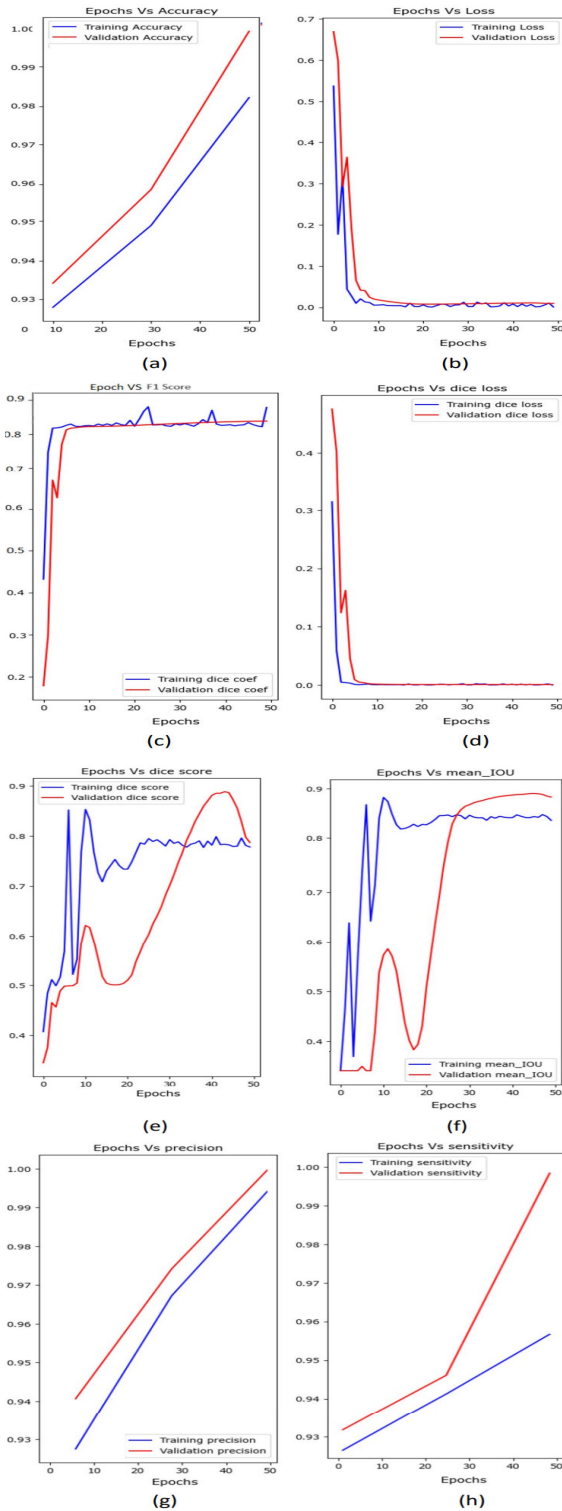 Epochs Vs Accuracy
Training Accuracy
Validation Accuracy
1.00
0.99
0.98
0.97
0.96
0.95
0.94
0.93
0
10 20 30 40 50
Epochs
(a)
Epochs Vs Loss
Training Loss
Validation Loss
0.7
0.6
0.5
0.4
0.3
0.2
0.1
0.0
0 10 20 30 40 50
Epochs
(b)
Epoch VS F1 Score
0.9
0.8
0.7
0.6
0.5
0.4
0.3
0.2
Training dice coef
Validation dice coef
0 10 20 30 40 50
Epochs
(c)
Epochs Vs dice loss
Training dice loss
Validation dice loss
0.4
0.3
0.2
0.1
0.0
0 10 20 30 40 50
Epochs
(d)
Epochs Vs dice score
Training dice score
Validation dice score
0.9
0.8
0.7
0.6
0.5
0.4
0 10 20 30 40 50
Epochs
(e)
Epochs Vs mean_IOU
0.9
0.8
0.7
0.6
0.5
0.4
Training mean_IOU
Validation mean_IOU
0 10 20 30 40 50
Epochs
(f)
Epochs Vs precision
1.00
0.99
0.98
0.97
0.96
0.95
0.94
0.93
Training precision
Validation precision
0 10 20 30 40 50
Epochs
(g)
Epochs Vs sensitivity
Training sensitivity
Validation sensitivity
1.00
0.99
0.98
0.97
0.96
0.95
0.94
0.93
0 10 20 30 40 50
Epochs
(h)